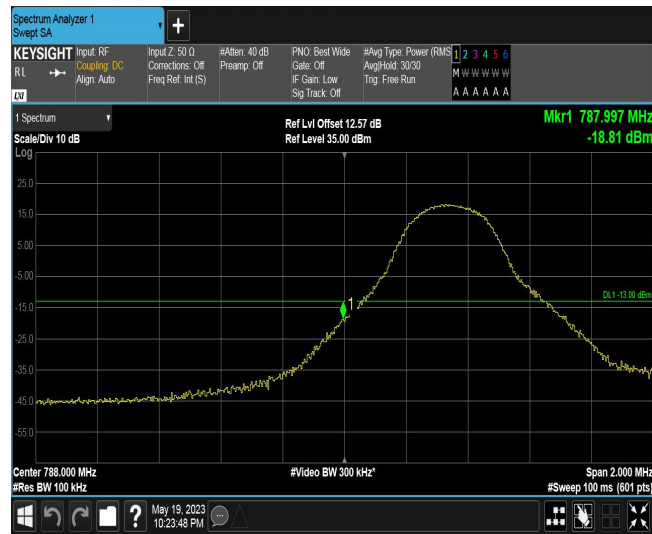 Spectrum Analyzer 1
Swept SA
+
KEYSIGHT
RL
LXI
Input: RF
Coupling: DC
Align: Auto
Input Z: 50 Ω
Corrections: Off
Freq Ref: Int (S)
#Atten: 40 dB
Preamp: Off
PNO: Best Wide
Gate: Off
IF Gain: Low
Sig Track: Off
#Avg Type: Power (RMS
Avg|Hold: 30/30
Trig: Free Run
1 2 3 4 5 6
M W W W W W
A A A A A A
1 Spectrum
Scale/Div 10 dB
Log
Ref Lvl Offset 12.57 dB
Ref Level 35.00 dBm
Mkr1 787.997 MHz
-18.81 dBm
25.0
15.0
5.00
-5.00
-15.0
-25.0
-35.0
-45.0
-55.0
1
DL1 -13.00 dBm
Center 788.000 MHz
#Res BW 100 kHz
#Video BW 300 kHz*
Span 2.000 MHz
#Sweep 100 ms (601 pts)
?
May 19, 2023
10:23:48 PM